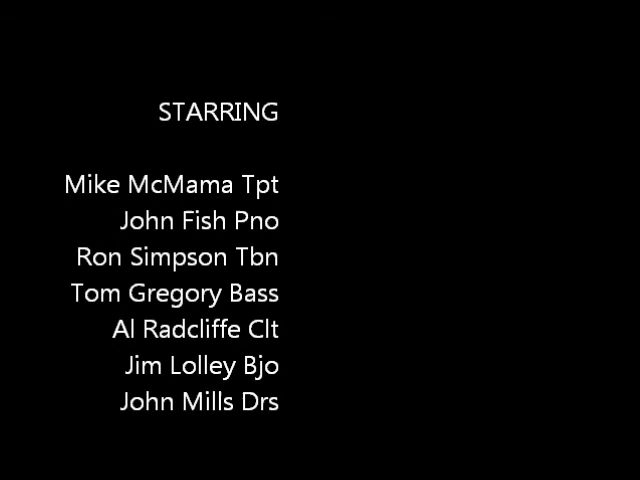 STARRING
Mike McMama Tpt
John Fish Pno
Ron Simpson Tbn
Tom Gregory Bass
Al Radcliffe Clt
Jim Lolley Bjo
John Mills Drs